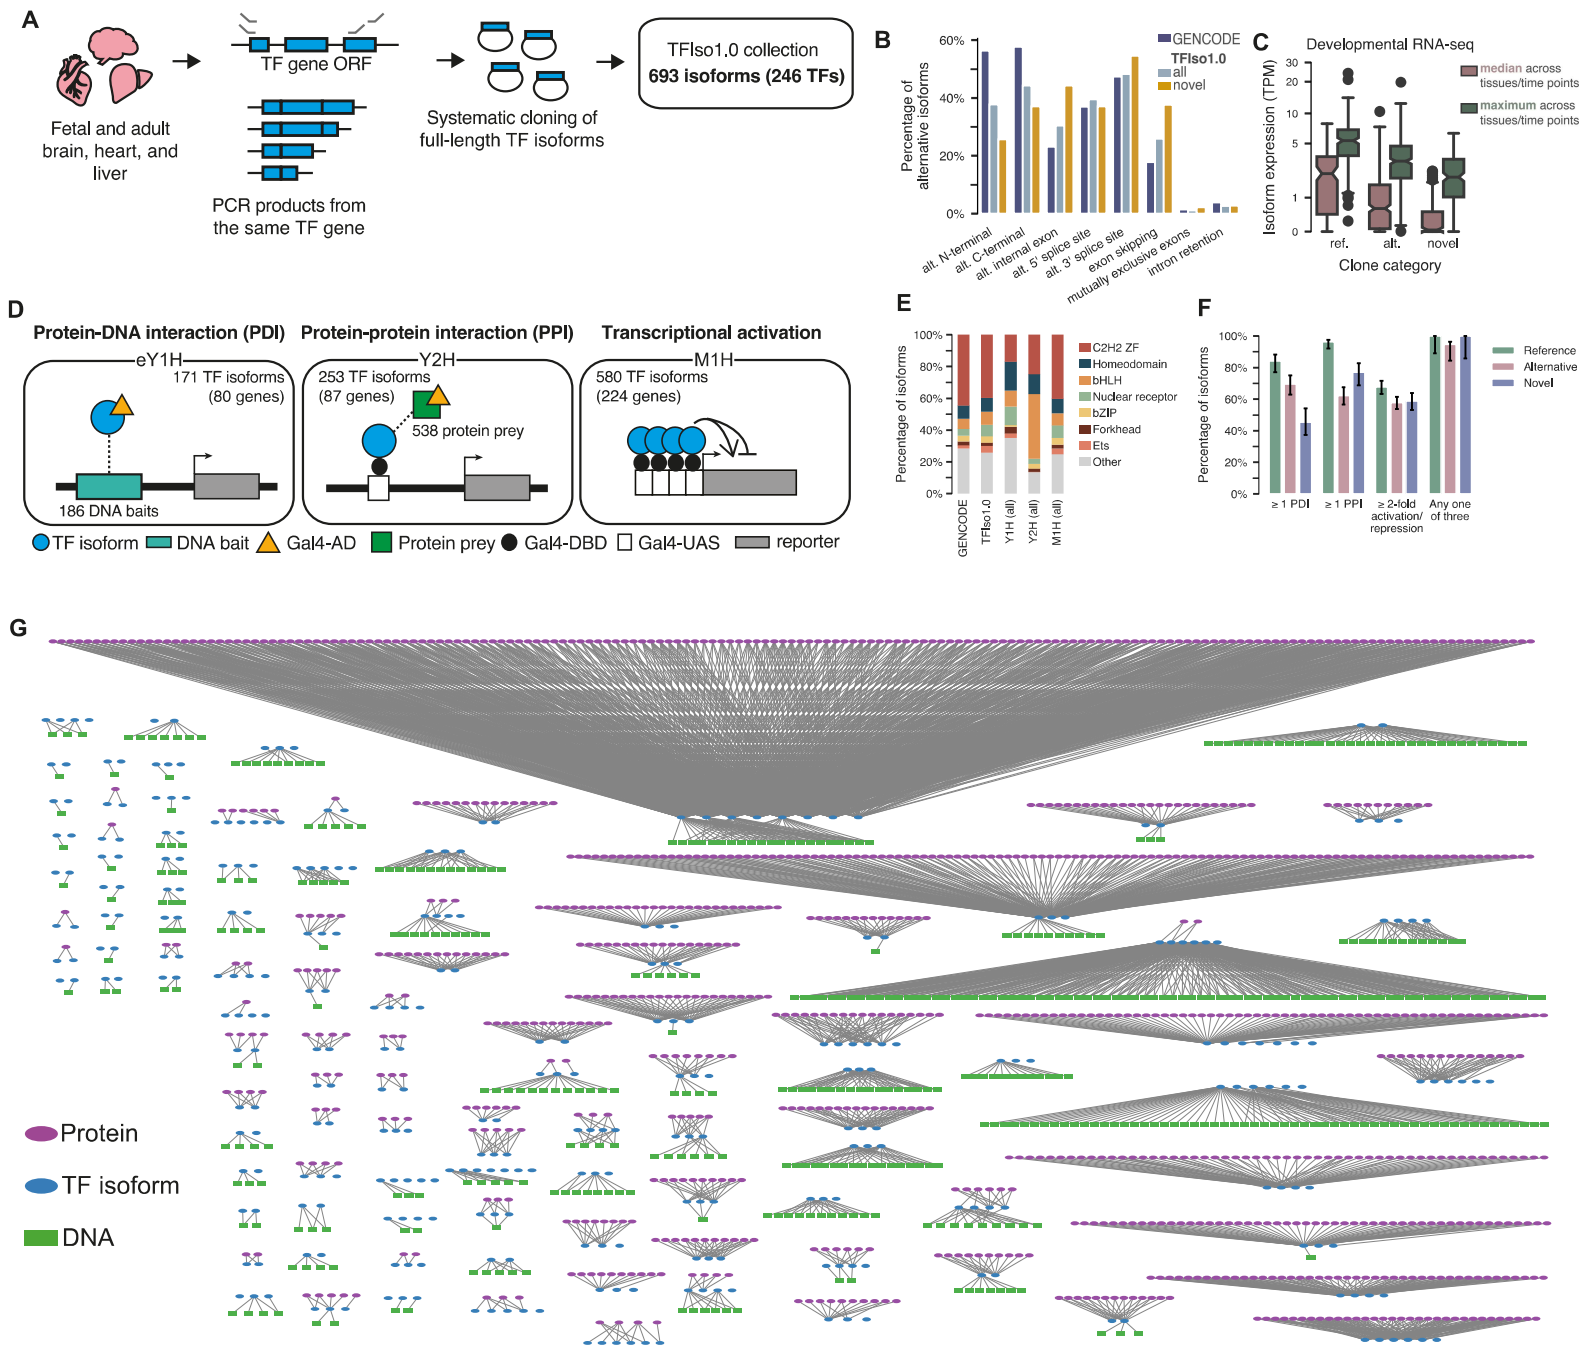 A
Fetal and adult
brain, heart, and
liver
TF gene ORF
PCR products from
the same TF gene
Systematic cloning of
full-length TF isoforms
TFIso1.0 collection
693 isoforms (246 TFs)
B
Percentage of
alternative isoforms
60%
40%
20%
0%
GENCODE
TFIso1.0
all
novel
alt. N-terminal
alt. C-terminal
alt. internal exon
alt. 5' splice site
alt. 3' splice site
exon skipping
mutually exclusive exons
intron retention
C
Developmental RNA-seq
Isoform expression (TPM)
30
20
10
5
1
0
median across
tissues/time points
maximum across
tissues/time points
ref.
alt.
novel
Clone category
D
Protein-DNA interaction (PDI)
eY1H
171 TF isoforms
(80 genes)
186 DNA baits
Protein-protein interaction (PPI)
Y2H
253 TF isoforms
(87 genes)
538 protein prey
Transcriptional activation
M1H
580 TF isoforms
(224 genes)
TF isoform
DNA bait
Gal4-AD
Protein prey
Gal4-DBD
Gal4-UAS
reporter
E
Percentage of isoforms
100%
80%
60%
40%
20%
0%
C2H2 ZF
Homeodomain
bHLH
Nuclear receptor
bZIP
Forkhead
Ets
Other
GENCODE
TFIso1.0
Y1H (all)
Y2H (all)
M1H (all)
F
Percentage of isoforms
100%
80%
60%
40%
20%
0%
Reference
Alternative
Novel
≥ 1 PDI
≥ 1 PPI
≥ 2-fold
activation/
repression
Any one
of three
G
Protein
TF isoform
DNA